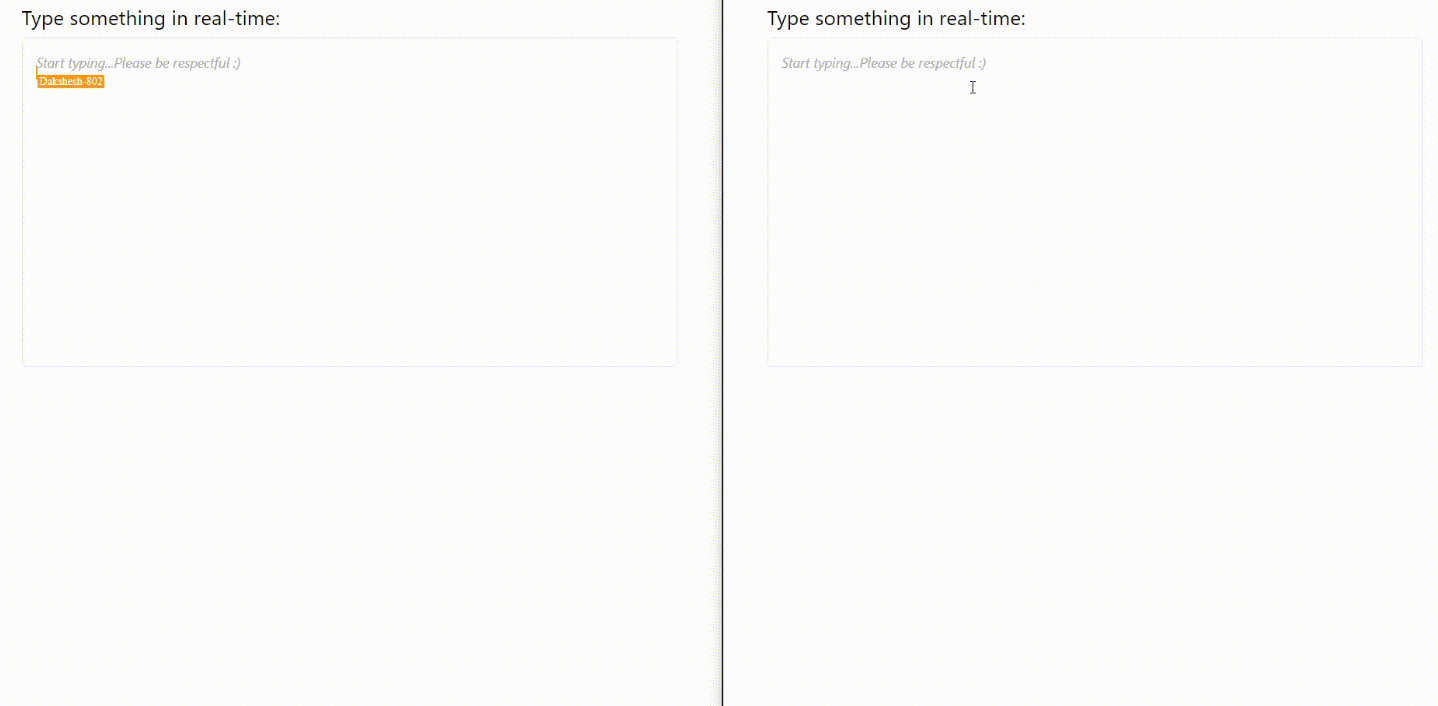 Type something in real-time:
Start typing...Please be respectful :)
Dakshesh-802
Type something in real-time:
Start typing...Please be respectful :)